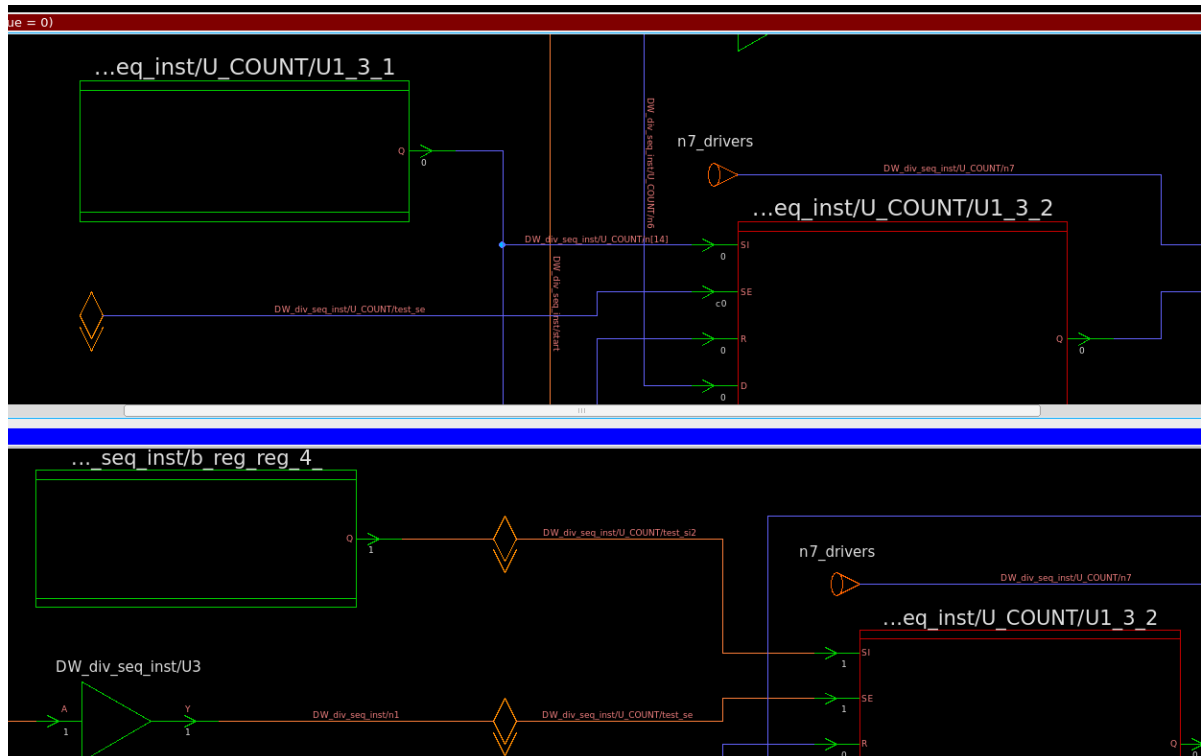 ue = 0)
...eq_inst/U_COUNT/U1_3_1
Q
0
DW_div_seq_inst/U_COUNT/n6
n7_drivers
DW_div_seq_inst/U_COUNT/n7
...eq_inst/U_COUNT/U1_3_2
DW_div_seq_inst/U_COUNT/n[14]
SI
0
DW_div_seq_inst/start
SE
c0
DW_div_seq_inst/U_COUNT/test_se
R
0
Q
0
D
0
..._seq_inst/b_reg_reg_4_
Q
1
DW_div_seq_inst/U_COUNT/test_si2
n7_drivers
DW_div_seq_inst/U_COUNT/n7
...eq_inst/U_COUNT/U1_3_2
SI
1
DW_div_seq_inst/U3
A
1
Y
1
DW_div_seq_inst/n1
DW_div_seq_inst/U_COUNT/test_se
SE
1
R
0
Q
0